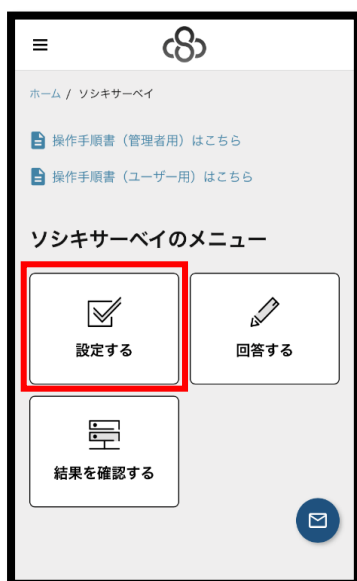 ホーム / ソシキサーベイ
操作手順書（管理者用）はこちら
操作手順書（ユーザー用）はこちら
ソシキサーベイのメニュー
設定する
回答する
結果を確認する